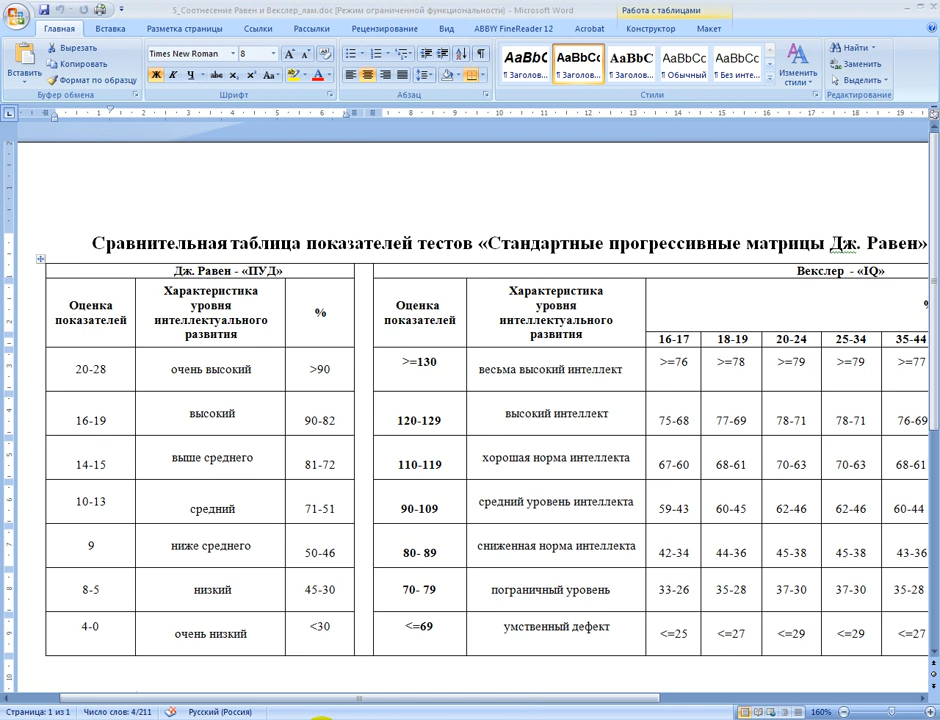 5_Соотнесение Равен и Векслер_лам.doc [Режим ограниченной функциональности] - Microsoft Word
Работа с таблицами
Главная Вставка Разметка страницы Ссылки Рассылки Рецензирование Вид ABBYY FineReader 12 Acrobat Конструктор Макет
Вставить
Вырезать
Копировать
Формат по образцу
Буфер обмена
Times New Roman 8
Ж К Ч abc x₂ x² Aa
Шрифт
Абзац
АаВbСс АаВbСс АаВbСс АаВbСс АаВbСс
¶ Заголов... ¶ Заголов... ¶ Заголов... ¶ Обычный ¶ Без инте...
Стили
Изменить стили
Найти
Заменить
Выделить
Редактирование
Сравнительная таблица показателей тестов «Стандартные прогрессивные матрицы Дж. Равен»
Дж. Равен - «ПУД» Векслер - «IQ»
Оценка показателей Характеристика уровня интеллектуального развития % Оценка показателей Характеристика уровня интеллектуального развития %
16-17 18-19 20-24 25-34 35-44
20-28 очень высокий >90 >=130 весьма высокий интеллект >=76 >=78 >=79 >=79 >=77
16-19 высокий 90-82 120-129 высокий интеллект 75-68 77-69 78-71 78-71 76-69
14-15 выше среднего 81-72 110-119 хорошая норма интеллекта 67-60 68-61 70-63 70-63 68-61
10-13 средний 71-51 90-109 средний уровень интеллекта 59-43 60-45 62-46 62-46 60-44
9 ниже среднего 50-46 80- 89 сниженная норма интеллекта 42-34 44-36 45-38 45-38 43-36
8-5 низкий 45-30 70- 79 пограничный уровень 33-26 35-28 37-30 37-30 35-28
4-0 очень низкий <30 <=69 умственный дефект <=25 <=27 <=29 <=29 <=27
Страница: 1 из 1 Число слов: 4/211 Русский (Россия) 160%